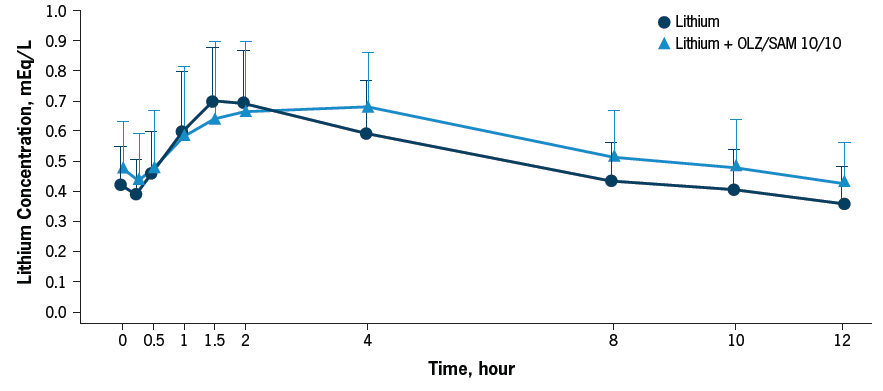 Lithium Concentration, mEq/L
1.0
0.9
0.8
0.7
0.6
0.5
0.4
0.3
0.2
0.1
0.0
Lithium
Lithium + OLZ/SAM 10/10
0 0.5 1 1.5 2 4 8 10 12
Time, hour